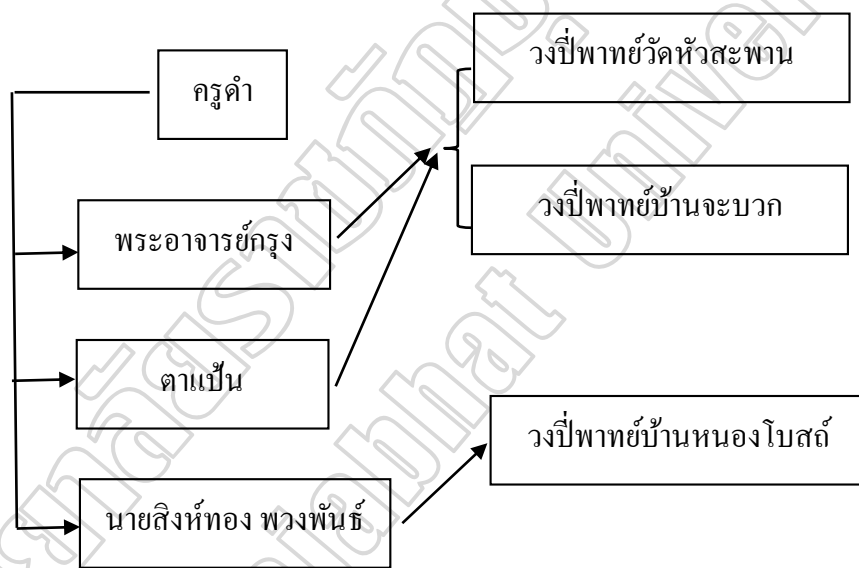 ครูดำ
พระอาจารย์กรุง
ตาแป้น
นายสิงห์ทอง พวงพันธ์
วงปี่พาทย์วัดหัวสะพาน
วงปี่พาทย์บ้านจะบวก
วงปี่พาทย์บ้านหนองโบสถ์